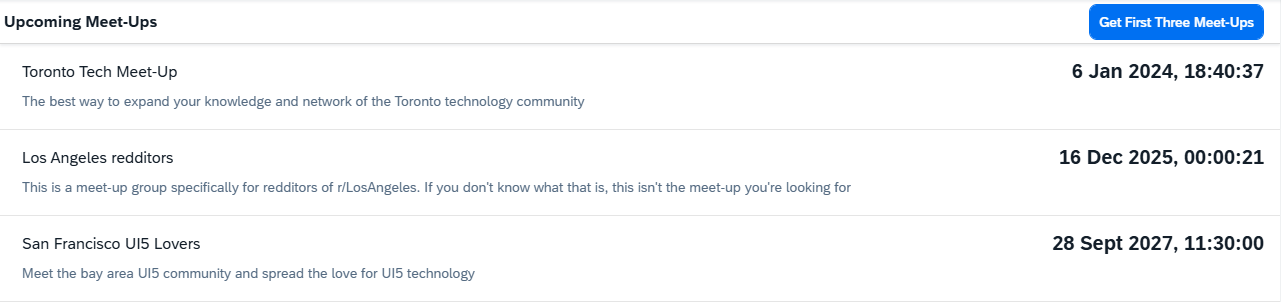 Upcoming Meet-Ups
Get First Three Meet-Ups
Toronto Tech Meet-Up
6 Jan 2024, 18:40:37
The best way to expand your knowledge and network of the Toronto technology community
Los Angeles redditors
16 Dec 2025, 00:00:21
This is a meet-up group specifically for redditors of r/LosAngeles. If you don't know what that is, this isn't the meet-up you're looking for
San Francisco UI5 Lovers
28 Sept 2027, 11:30:00
Meet the bay area UI5 community and spread the love for UI5 technology